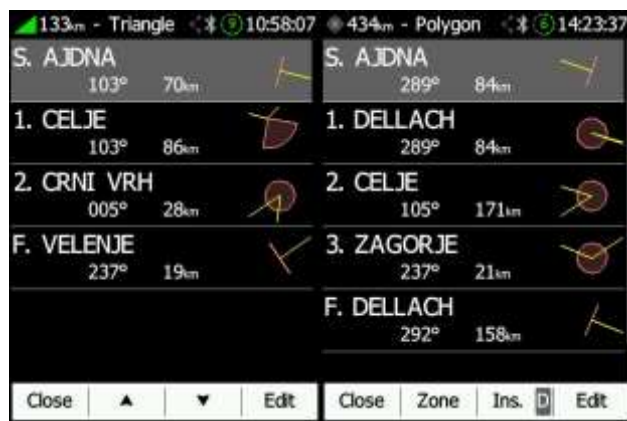 133km - Triangle 9 10:58:07
S. AJDNA
103° 70km
1. CELJE
103° 86km
2. CRNI VRH
005° 28km
F. VELENJE
237° 19km
Close ▲ ▼ Edit
434km - Polygon 6 14:23:37
S. AJDNA
289° 84km
1. DELLACH
289° 84km
2. CELJE
105° 171km
3. ZAGORJE
237° 21km
F. DELLACH
292° 158km
Close Zone Ins. D Edit